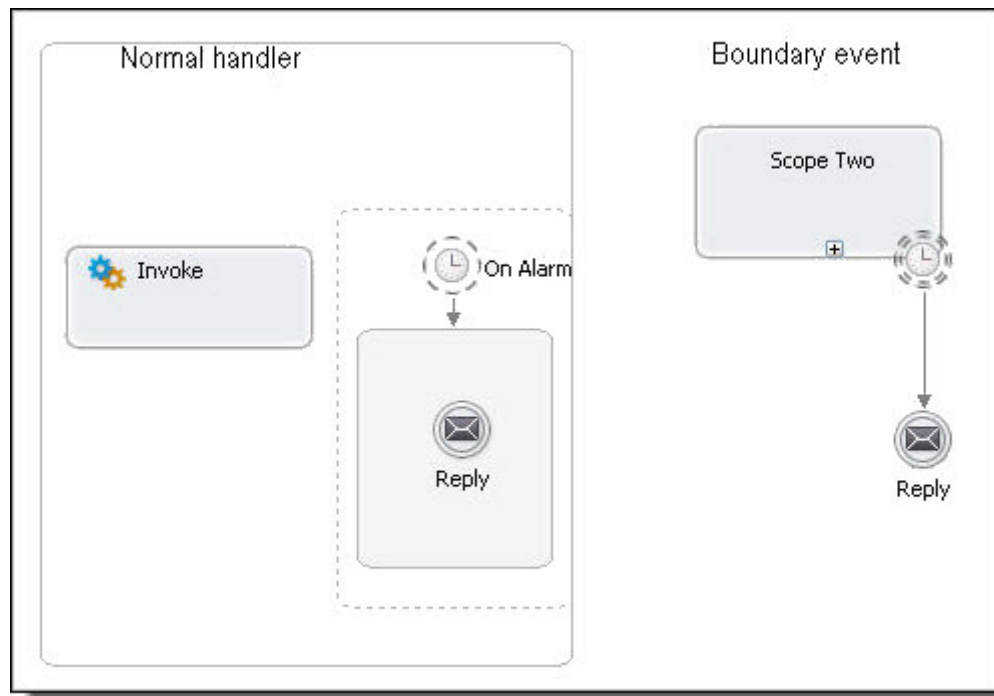 Normal handler
Boundary event
Scope Two
Invoke
On Alarm
Reply
Reply